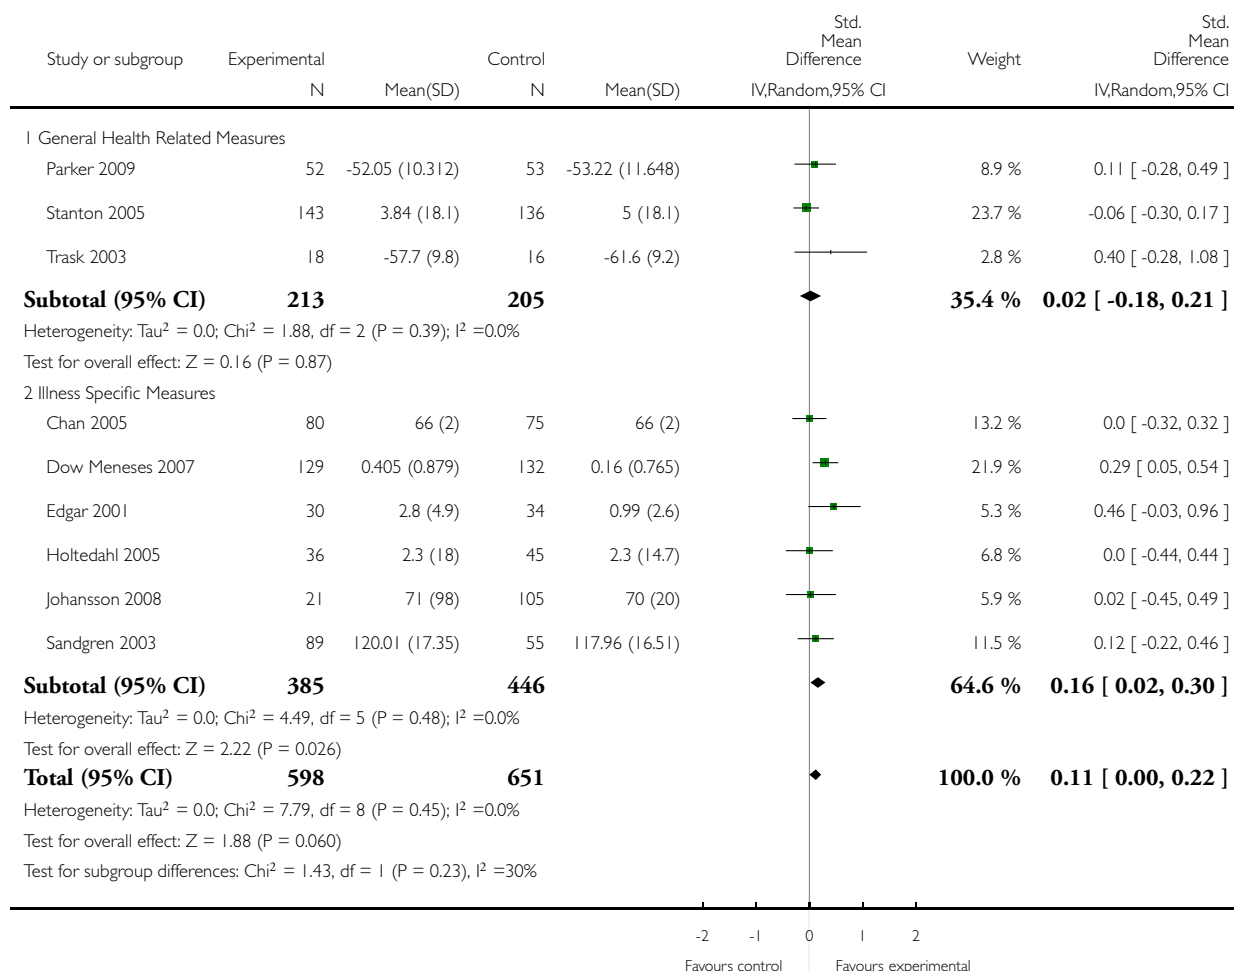 Study or subgroup Experimental Control Std. Mean Difference Weight Std. Mean Difference
N Mean(SD) N Mean(SD) IV,Random,95% CI IV,Random,95% CI
1 General Health Related Measures
Parker 2009 52 -52.05 (10.312) 53 -53.22 (11.648) 8.9 % 0.11 [ -0.28, 0.49 ]
Stanton 2005 143 3.84 (18.1) 136 5 (18.1) 23.7 % -0.06 [ -0.30, 0.17 ]
Trask 2003 18 -57.7 (9.8) 16 -61.6 (9.2) 2.8 % 0.40 [ -0.28, 1.08 ]
Subtotal (95% CI) 213 205 35.4 % 0.02 [ -0.18, 0.21 ]
Heterogeneity: Tau² = 0.0; Chi² = 1.88, df = 2 (P = 0.39); I² =0.0%
Test for overall effect: Z = 0.16 (P = 0.87)
2 Illness Specific Measures
Chan 2005 80 66 (2) 75 66 (2) 13.2 % 0.0 [ -0.32, 0.32 ]
Dow Meneses 2007 129 0.405 (0.879) 132 0.16 (0.765) 21.9 % 0.29 [ 0.05, 0.54 ]
Edgar 2001 30 2.8 (4.9) 34 0.99 (2.6) 5.3 % 0.46 [ -0.03, 0.96 ]
Holtedahl 2005 36 2.3 (18) 45 2.3 (14.7) 6.8 % 0.0 [ -0.44, 0.44 ]
Johansson 2008 21 71 (98) 105 70 (20) 5.9 % 0.02 [ -0.45, 0.49 ]
Sandgren 2003 89 120.01 (17.35) 55 117.96 (16.51) 11.5 % 0.12 [ -0.22, 0.46 ]
Subtotal (95% CI) 385 446 64.6 % 0.16 [ 0.02, 0.30 ]
Heterogeneity: Tau² = 0.0; Chi² = 4.49, df = 5 (P = 0.48); I² =0.0%
Test for overall effect: Z = 2.22 (P = 0.026)
Total (95% CI) 598 651 100.0 % 0.11 [ 0.00, 0.22 ]
Heterogeneity: Tau² = 0.0; Chi² = 7.79, df = 8 (P = 0.45); I² =0.0%
Test for overall effect: Z = 1.88 (P = 0.060)
Test for subgroup differences: Chi² = 1.43, df = 1 (P = 0.23), I² =30%
-2 -1 0 1 2
Favours control Favours experimental